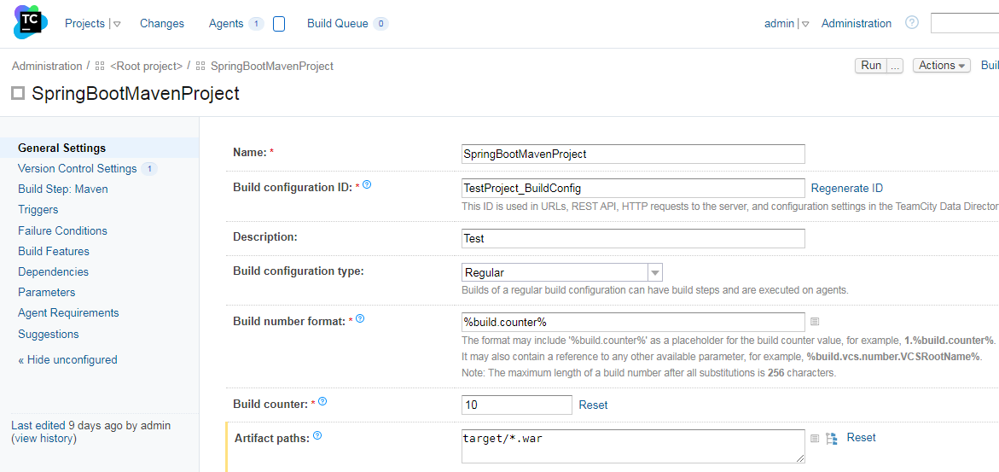 TC
Projects | Changes Agents 1 Build Queue 0 admin | Administration ?
Administration / <Root project> / SpringBootMavenProject Run ... Actions Buil
SpringBootMavenProject
General Settings
Version Control Settings 1
Build Step: Maven
Triggers
Failure Conditions
Build Features
Dependencies
Parameters
Agent Requirements
Suggestions
« Hide unconfigured
Last edited 9 days ago by admin
(view history)
Name: * SpringBootMavenProject
Build configuration ID: * ? TestProject_BuildConfig Regenerate ID
This ID is used in URLs, REST API, HTTP requests to the server, and configuration settings in the TeamCity Data Director
Description: Test
Build configuration type: Regular
Builds of a regular build configuration can have build steps and are executed on agents.
Build number format: * ? %build.counter%
The format may include '%build.counter%' as a placeholder for the build counter value, for example, 1.%build.counter%.
It may also contain a reference to any other available parameter, for example, %build.vcs.number.VCSRootName%.
Note: The maximum length of a build number after all substitutions is 256 characters.
Build counter: * ? 10 Reset
Artifact paths: ? target/*.war Reset